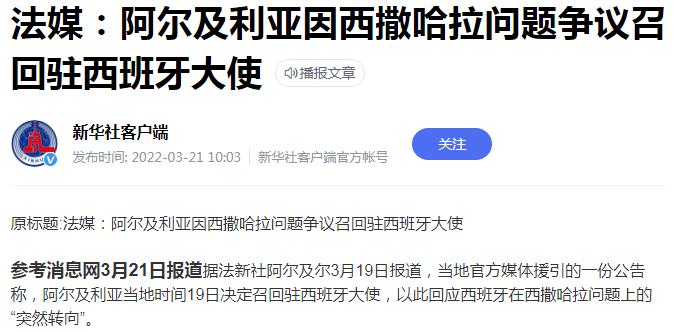 法媒：阿尔及利亚因西撒哈拉问题争议召
回驻西班牙大使 播报文章
新华社客户端
发布时间: 2022-03-21 10:03 新华社客户端官方帐号
关注
原标题:法媒：阿尔及利亚因西撒哈拉问题争议召回驻西班牙大使
参考消息网3月21日报道据法新社阿尔及尔3月19日报道，当地官方媒体援引的一份公告
称，阿尔及利亚当地时间19日决定召回驻西班牙大使，以此回应西班牙在西撒哈拉问题上的
“突然转向”。